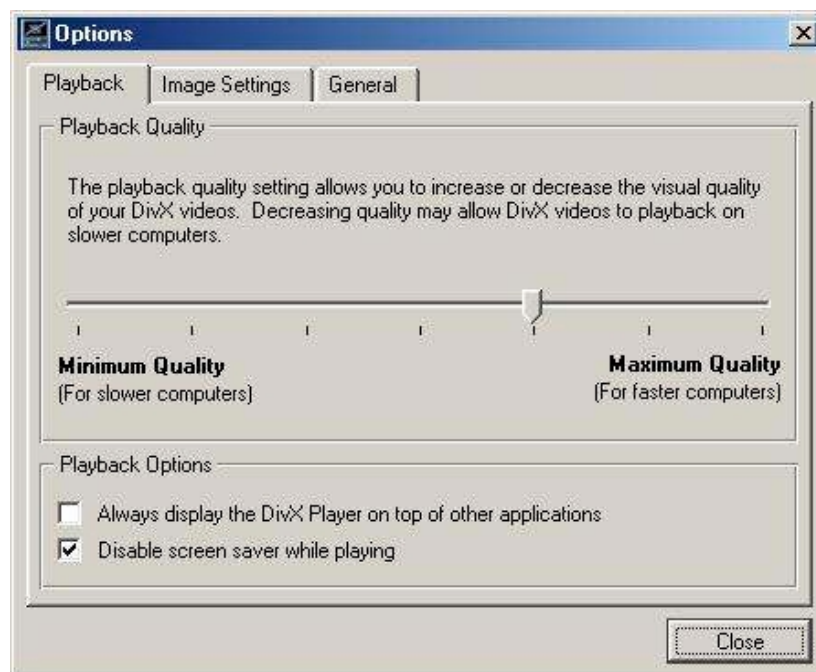 Options
Playback
Image Settings
General
Playback Quality
The playback quality setting allows you to increase or decrease the visual quality
of your DivX videos. Decreasing quality may allow DivX videos to playback on
slower computers.
Minimum Quality
Maximum Quality
(For slower computers)
(For faster computers)
Playback Options
Always display the DivX Player on top of other applications
Disable screen saver while playing
Close